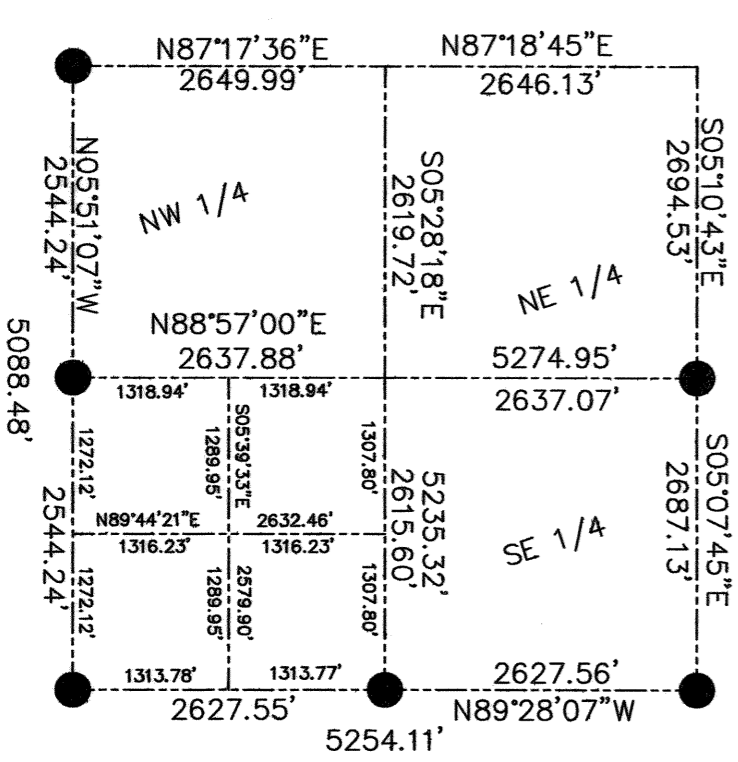 N87°17'36"E
2649.99'
N87°18'45"E
2646.13'
N05°51'07"W
2544.24'
NW 1/4
S05°28'18"E
2619.72'
S05°10'43"E
2694.53'
NE 1/4
N88°57'00"E
2637.88'
5274.95'
2637.07'
5088.48'
1318.94'
1318.94'
1272.12'
2544.24'
S05°39'33"E
1289.95'
1307.80'
5235.32'
2615.60'
S05°07'45"E
2687.13'
N89°44'21"E
2632.46'
1316.23'
1316.23'
SE 1/4
1272.12'
2579.90'
1289.95'
1307.80'
1313.78'
1313.77'
2627.55'
2627.56'
N89°28'07"W
5254.11'